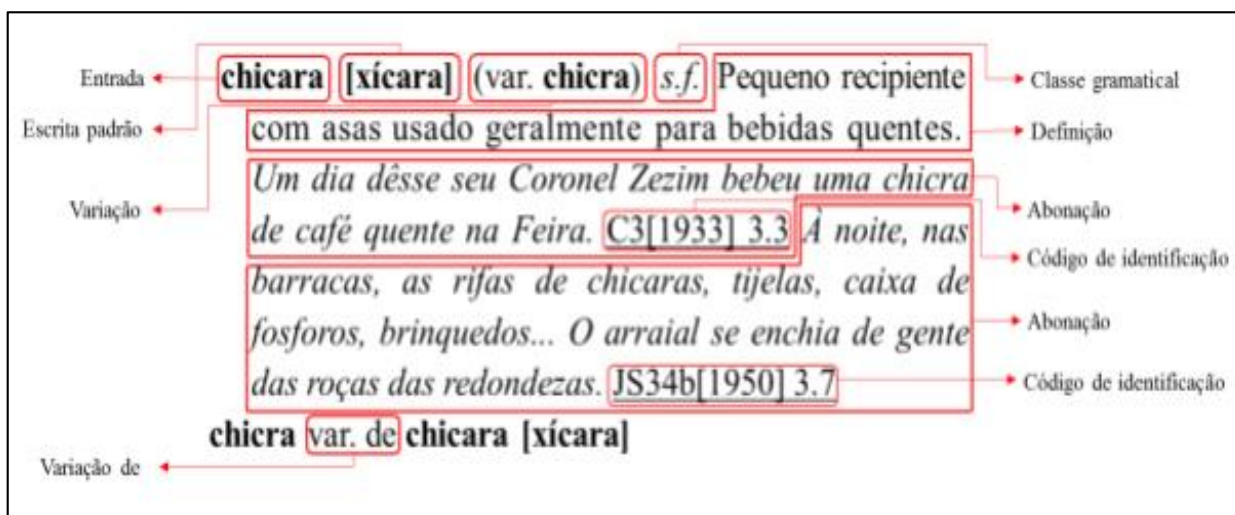 Entrada
Escrita padrão
Variação
chicara [xícara] (var. chicra) s.f. Pequeno recipiente
com asas usado geralmente para bebidas quentes.
Um dia dêsse seu Coronel Zezim bebeu uma chicra
de café quente na Feira. C3[1933] 3.3 À noite, nas
barracas, as rifas de chicaras, tijelas, caixa de
fosforos, brinquedos... O arraial se enchia de gente
das roças das redondezas. JS34b[1950] 3.7
chicra var. de chicara [xícara]
Variação de
Classe gramatical
Definição
Abonação
Código de identificação
Abonação
Código de identificação